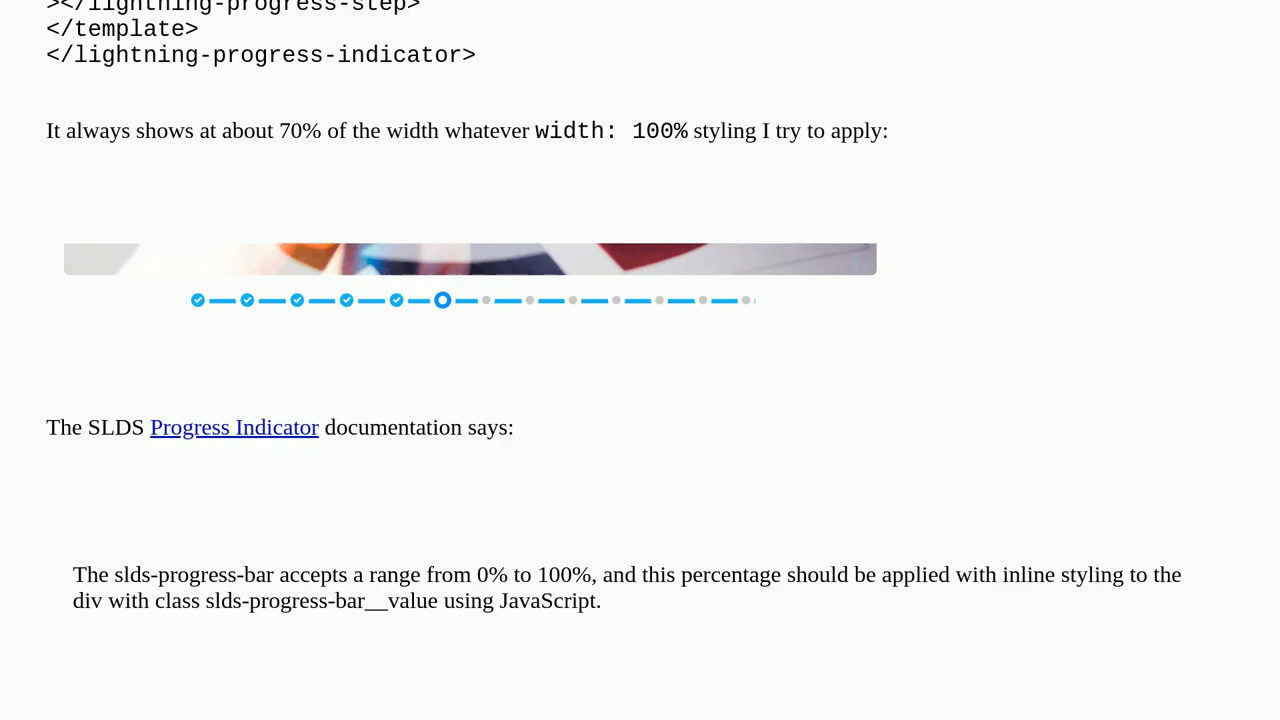 ></lightning-progress-step>
</template>
</lightning-progress-indicator>
It always shows at about 70% of the width whatever width: 100% styling I try to apply:
The SLDS Progress Indicator documentation says:
The slds-progress-bar accepts a range from 0% to 100%, and this percentage should be applied with inline styling to the
div with class slds-progress-bar__value using JavaScript.